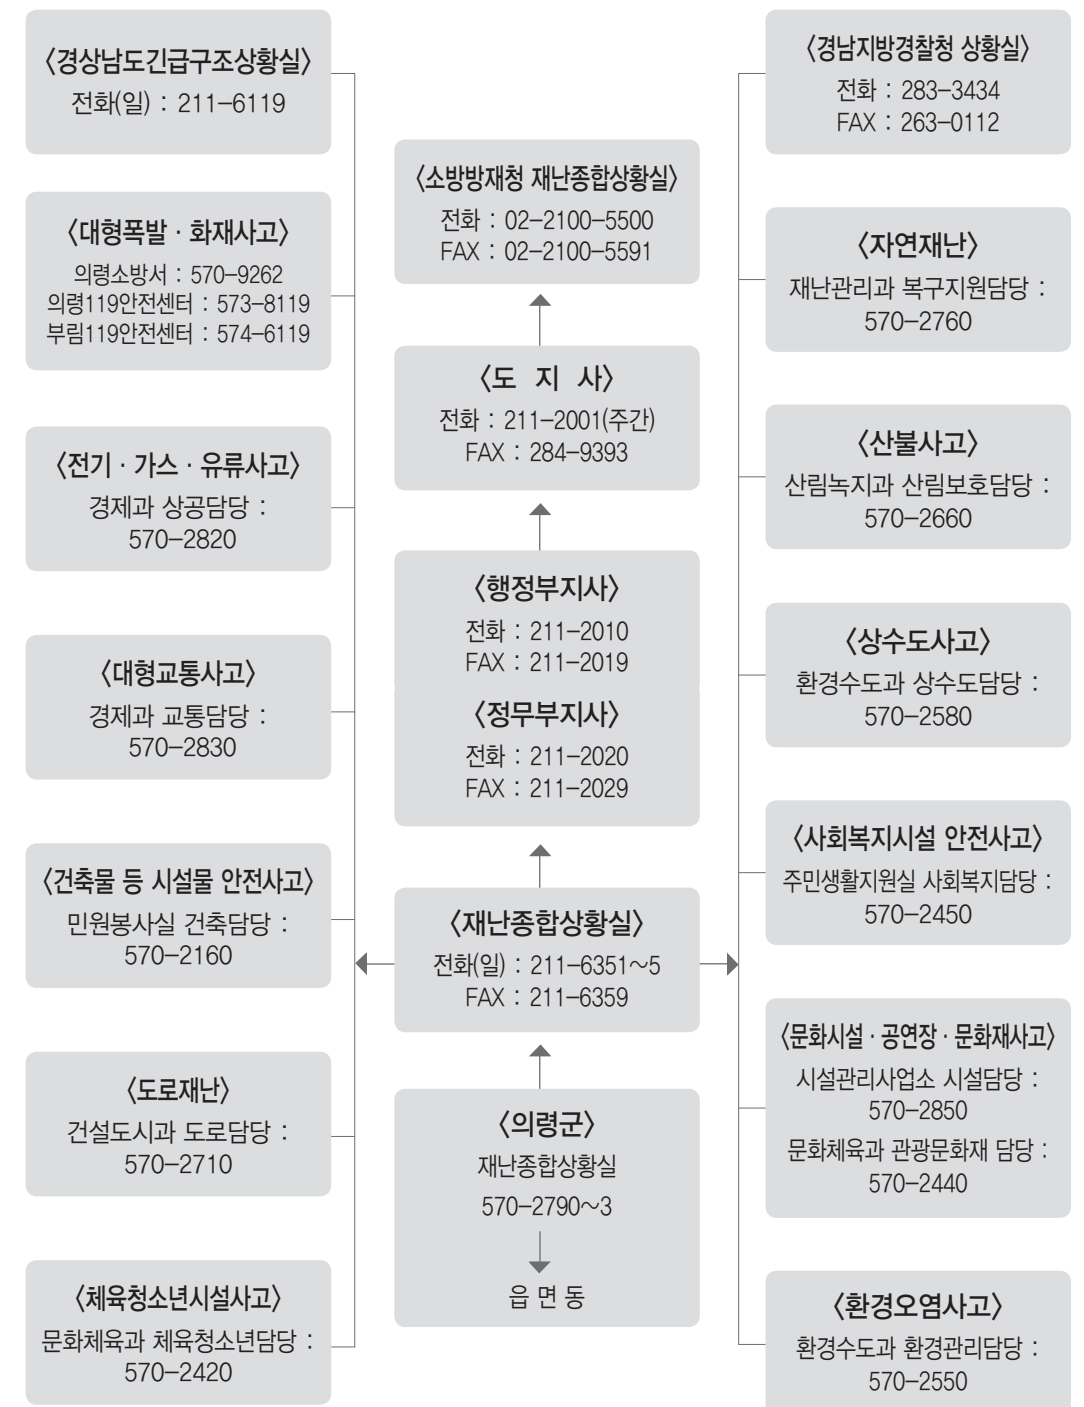 〈경상남도긴급구조상황실〉
전화(일) : 211-6119
〈대형폭발 · 화재사고〉
의령소방서 : 570-9262
의령119안전센터 : 573-8119
부림119안전센터 : 574-6119
〈전기 · 가스 · 유류사고〉
경제과 상공담당 :
570-2820
〈대형교통사고〉
경제과 교통담당 :
570-2830
〈건축물 등 시설물 안전사고〉
민원봉사실 건축담당 :
570-2160
〈도로재난〉
건설도시과 도로담당 :
570-2710
〈체육청소년시설사고〉
문화체육과 체육청소년담당 :
570-2420
〈소방방재청 재난종합상황실〉
전화 : 02-2100-5500
FAX : 02-2100-5591
〈도 지 사〉
전화 : 211-2001(주간)
FAX : 284-9393
〈행정부지사〉
전화 : 211-2010
FAX : 211-2019
〈정무부지사〉
전화 : 211-2020
FAX : 211-2029
〈재난종합상황실〉
전화(일) : 211-6351~5
FAX : 211-6359
〈의령군〉
재난종합상황실
570-2790~3
읍 면 동
〈경남지방경찰청 상황실〉
전화 : 283-3434
FAX : 263-0112
〈자연재난〉
재난관리과 복구지원담당 :
570-2760
〈산불사고〉
산림녹지과 산림보호담당 :
570-2660
〈상수도사고〉
환경수도과 상수도담당 :
570-2580
〈사회복지시설 안전사고〉
주민생활지원실 사회복지담당 :
570-2450
〈문화시설 · 공연장 · 문화재사고〉
시설관리사업소 시설담당 :
570-2850
문화체육과 관광문화재 담당 :
570-2440
〈환경오염사고〉
환경수도과 환경관리담당 :
570-2550